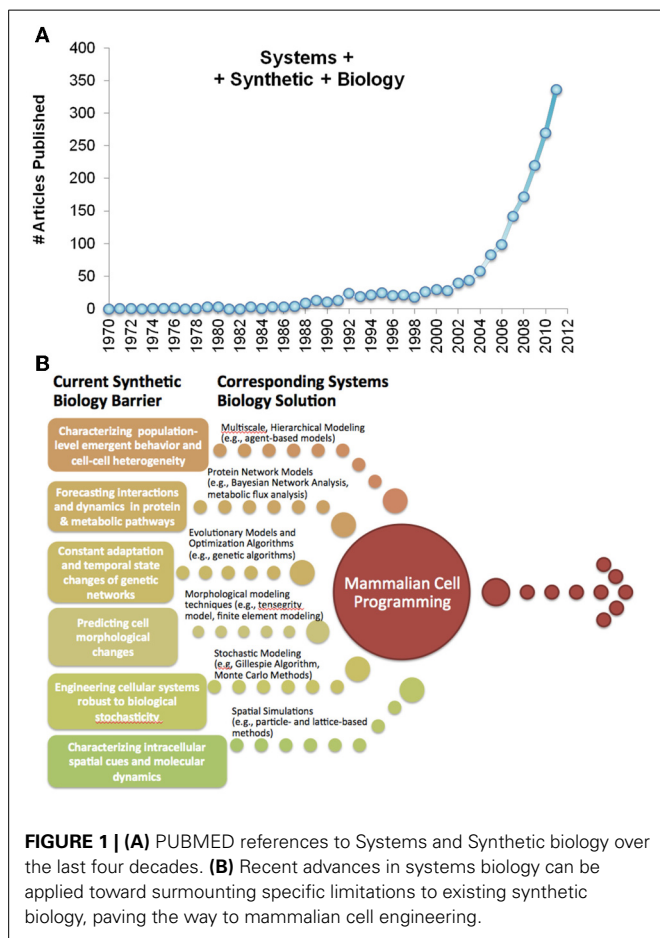 A
Systems +
+ Synthetic + Biology
# Articles Published
400
350
300
250
200
150
100
50
0
1970
1972
1974
1976
1978
1980
1982
1984
1986
1988
1990
1992
1994
1996
1998
2000
2002
2004
2006
2008
2010
2012
B
Current Synthetic
Biology Barrier
Corresponding Systems
Biology Solution
Characterizing population-
level emergent behavior and
cell-cell heterogeneity
Multiscale, Hierarchical Modeling
(e.g., agent-based models)
Forecasting interactions
and dynamics in protein
& metabolic pathways
Protein Network Models
(e.g., Bayesian Network Analysis,
metabolic flux analysis)
Constant adaptation
and temporal state
changes of genetic
networks
Evolutionary Models and
Optimization Algorithms
(e.g., genetic algorithms)
Predicting cell
morphological
changes
Morphological modeling
techniques (e.g., tensegrity
model, finite element modeling)
Engineering cellular systems
robust to biological
stochasticity
Stochastic Modeling
(e.g, Gillespie Algorithm,
Monte Carlo Methods)
Characterizing intracellular
spatial cues and molecular
dynamics
Spatial Simulations
(e.g., particle- and lattice-based
methods)
Mammalian Cell
Programming
FIGURE 1 | (A) PUBMED references to Systems and Synthetic biology over
the last four decades. (B) Recent advances in systems biology can be
applied toward surmounting specific limitations to existing synthetic
biology, paving the way to mammalian cell engineering.